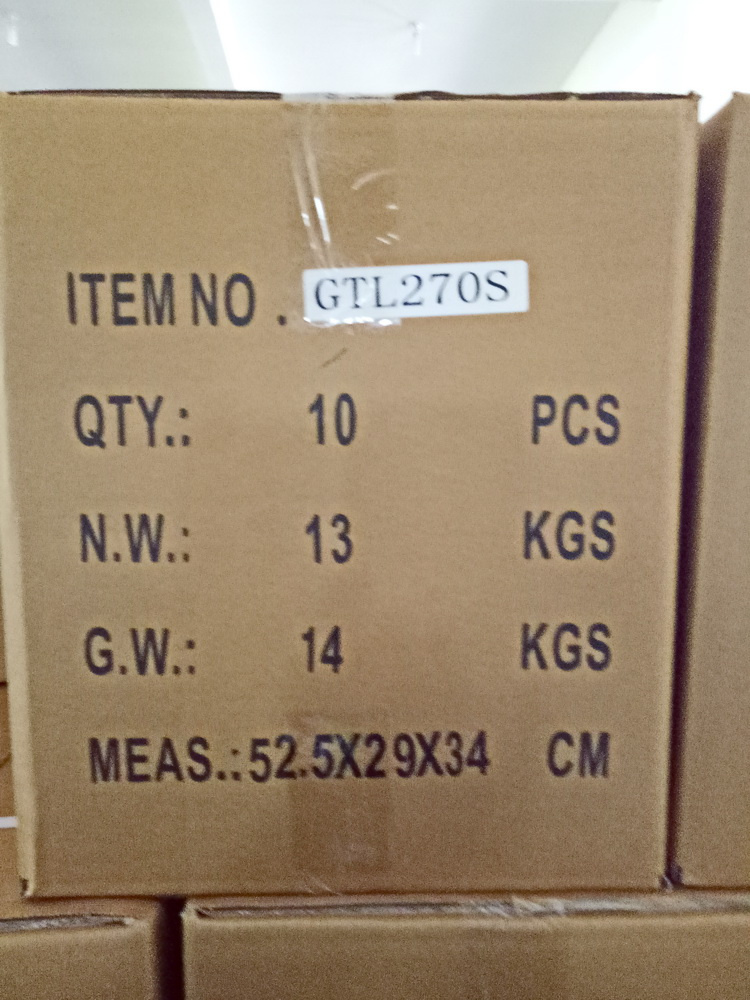 ITEM NO . GTL270S
QTY.: 10 PCS
N.W.: 13 KGS
G.W.: 14 KGS
MEAS.:52.5X29X34 CM